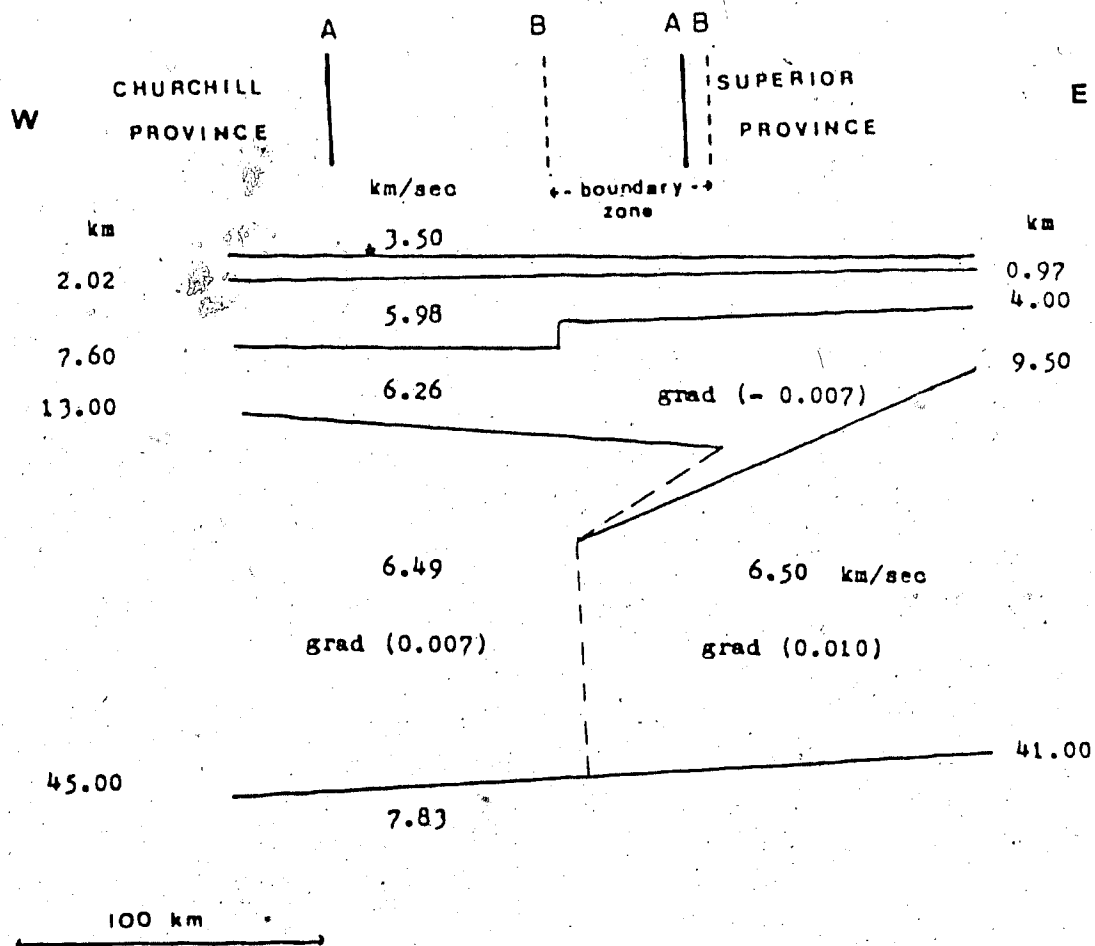 A B A B
CHURCHILL SUPERIOR
W E
PROVINCE PROVINCE
km/sec boundary
zone
km km
3.50
2.02 0.97
5.98 4.00
7.60 9.50
6.26 grad (- 0.007)
13.00
6.49 6.50 km/sec
grad (0.007) grad (0.010)
45.00 41.00
7.83
100 km